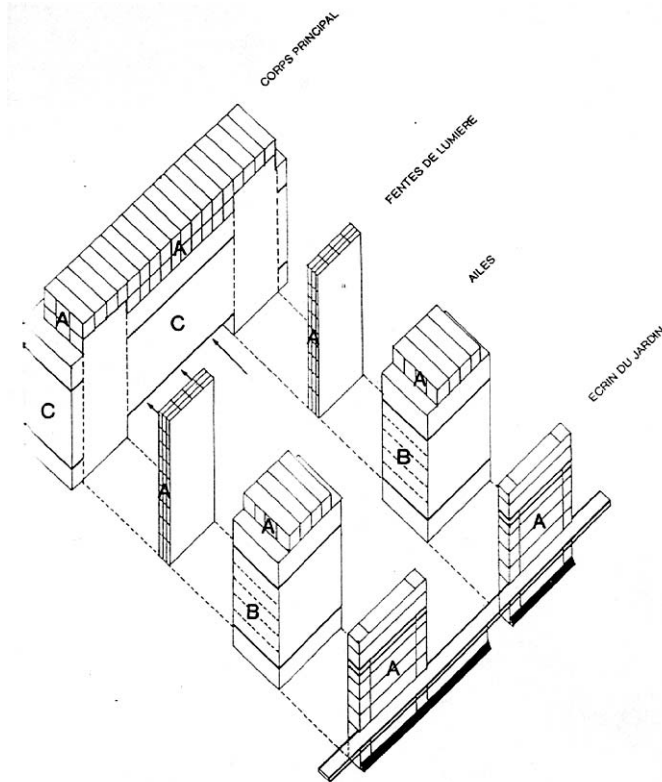 CORPS PRINCIPAL
FENTES DE LUMIERE
AILES
ECRIN DU JARDIN
A
A
C
C
A
A
A
B
A
B
A
A